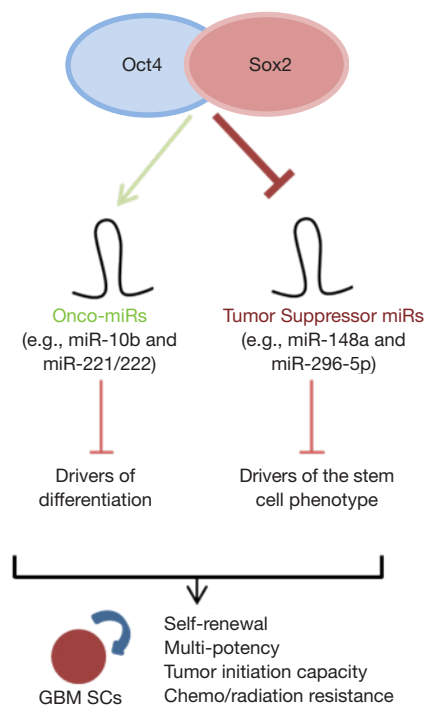 Oct4
Sox2
Onco-miRs
(e.g., miR-10b and
miR-221/222)
Tumor Suppressor miRs
(e.g., miR-148a and
miR-296-5p)
Drivers of
differentiation
Drivers of the stem
cell phenotype
GBM SCs
Self-renewal
Multi-potency
Tumor initiation capacity
Chemo/radiation resistance